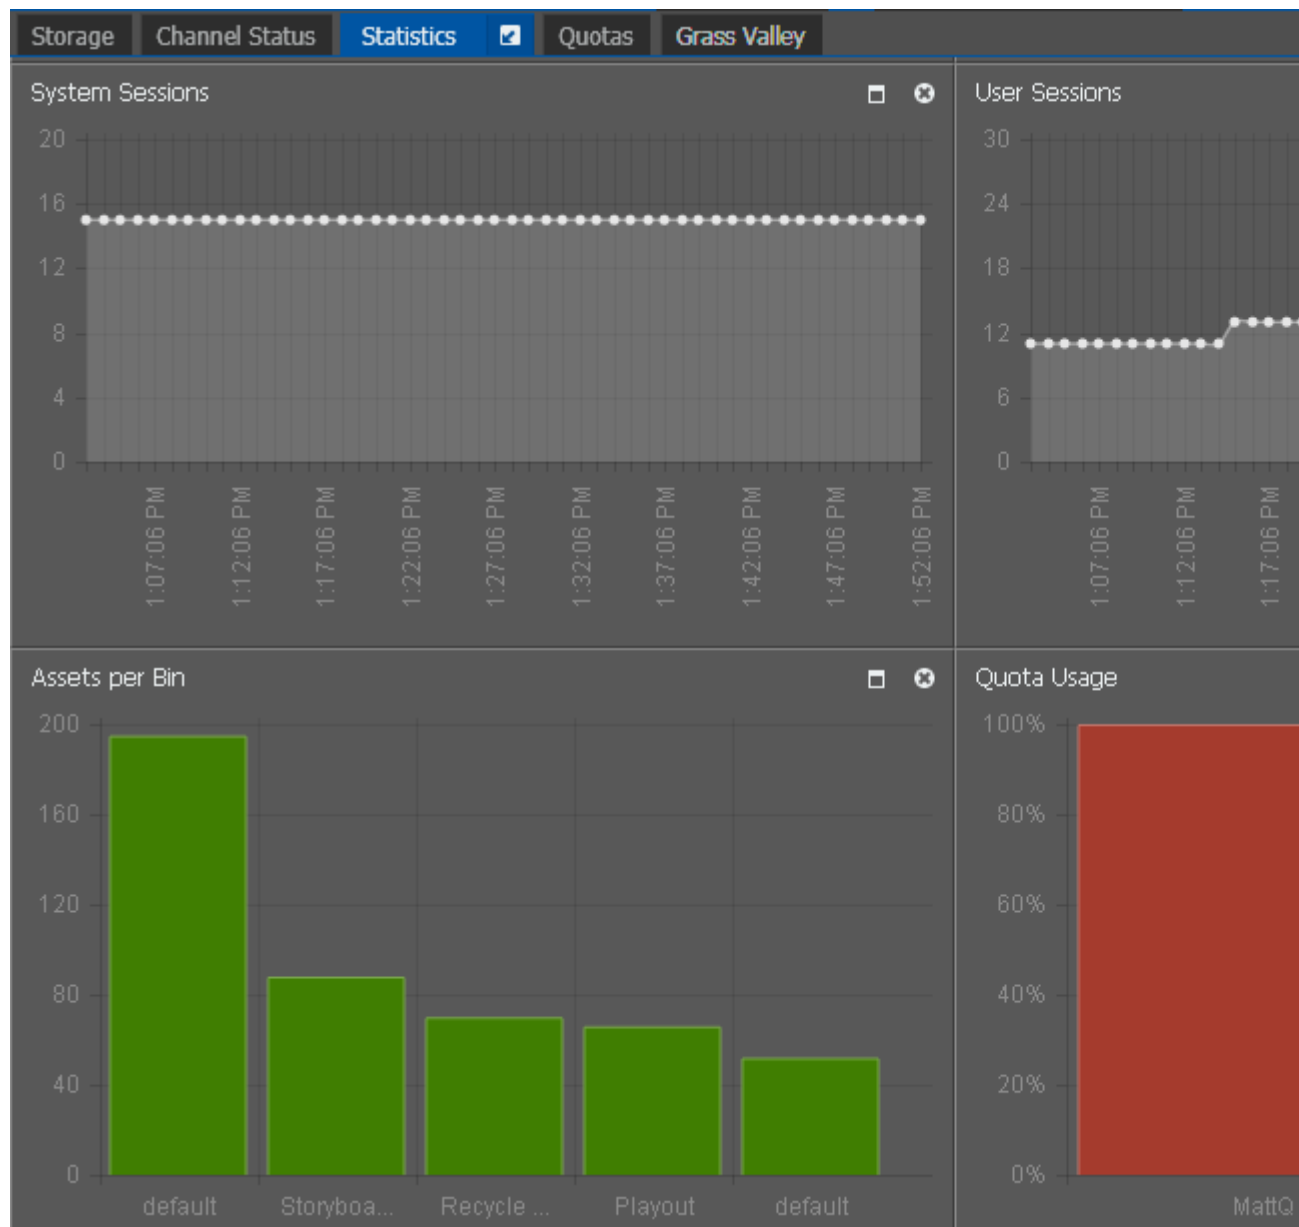 Storage Channel Status Statistics Quotas Grass Valley
System Sessions
20
16
12
8
4
0
1:07:06 PM
1:12:06 PM
1:17:06 PM
1:22:06 PM
1:27:06 PM
1:32:06 PM
1:37:06 PM
1:42:06 PM
1:47:06 PM
1:52:06 PM
User Sessions
30
24
18
12
6
0
1:07:06 PM
1:12:06 PM
1:17:06 PM
Assets per Bin
200
160
120
80
40
0
default Storyboa... Recycle ... Playout default
Quota Usage
100%
80%
60%
40%
20%
0%
MattQ